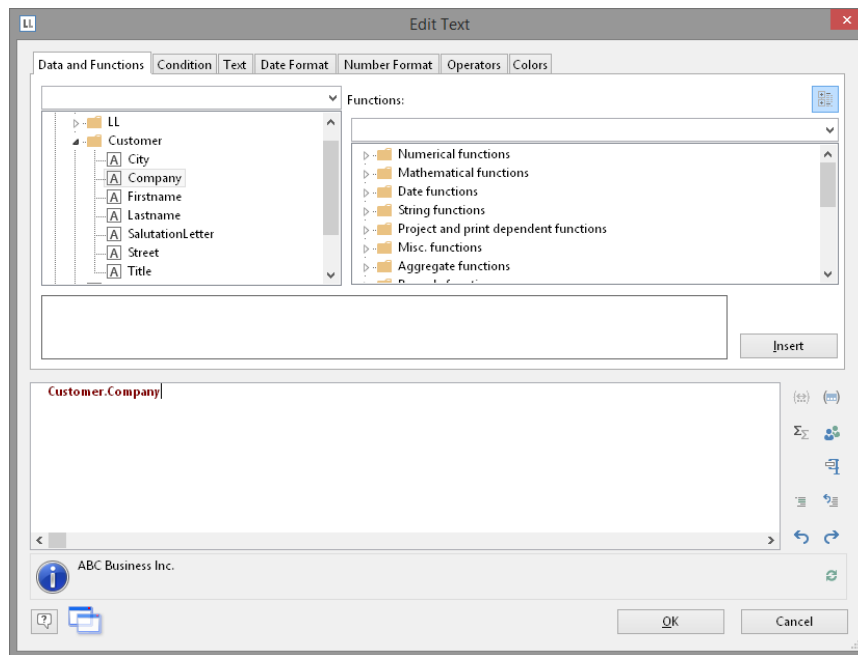 LL
Edit Text
Data and Functions Condition Text Date Format Number Format Operators Colors
Functions:
LL
Customer
A City
A Company
A Firstname
A Lastname
A SalutationLetter
A Street
A Title
Numerical functions
Mathematical functions
Date functions
String functions
Project and print dependent functions
Misc. functions
Aggregate functions
Insert
Customer.Company
ABC Business Inc.
OK
Cancel